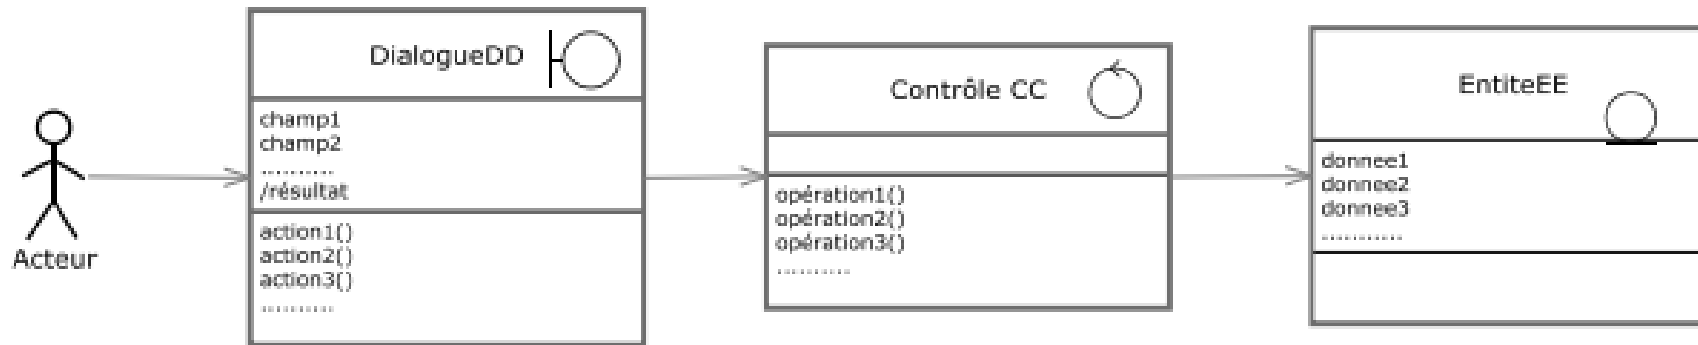 Acteur
DialogueDD
champ1
champ2
..........
/résultat
action1()
action2()
action3()
..........
Contrôle CC
opération1()
opération2()
opération3()
..........
EntiteEE
donnee1
donnee2
donnee3
...........